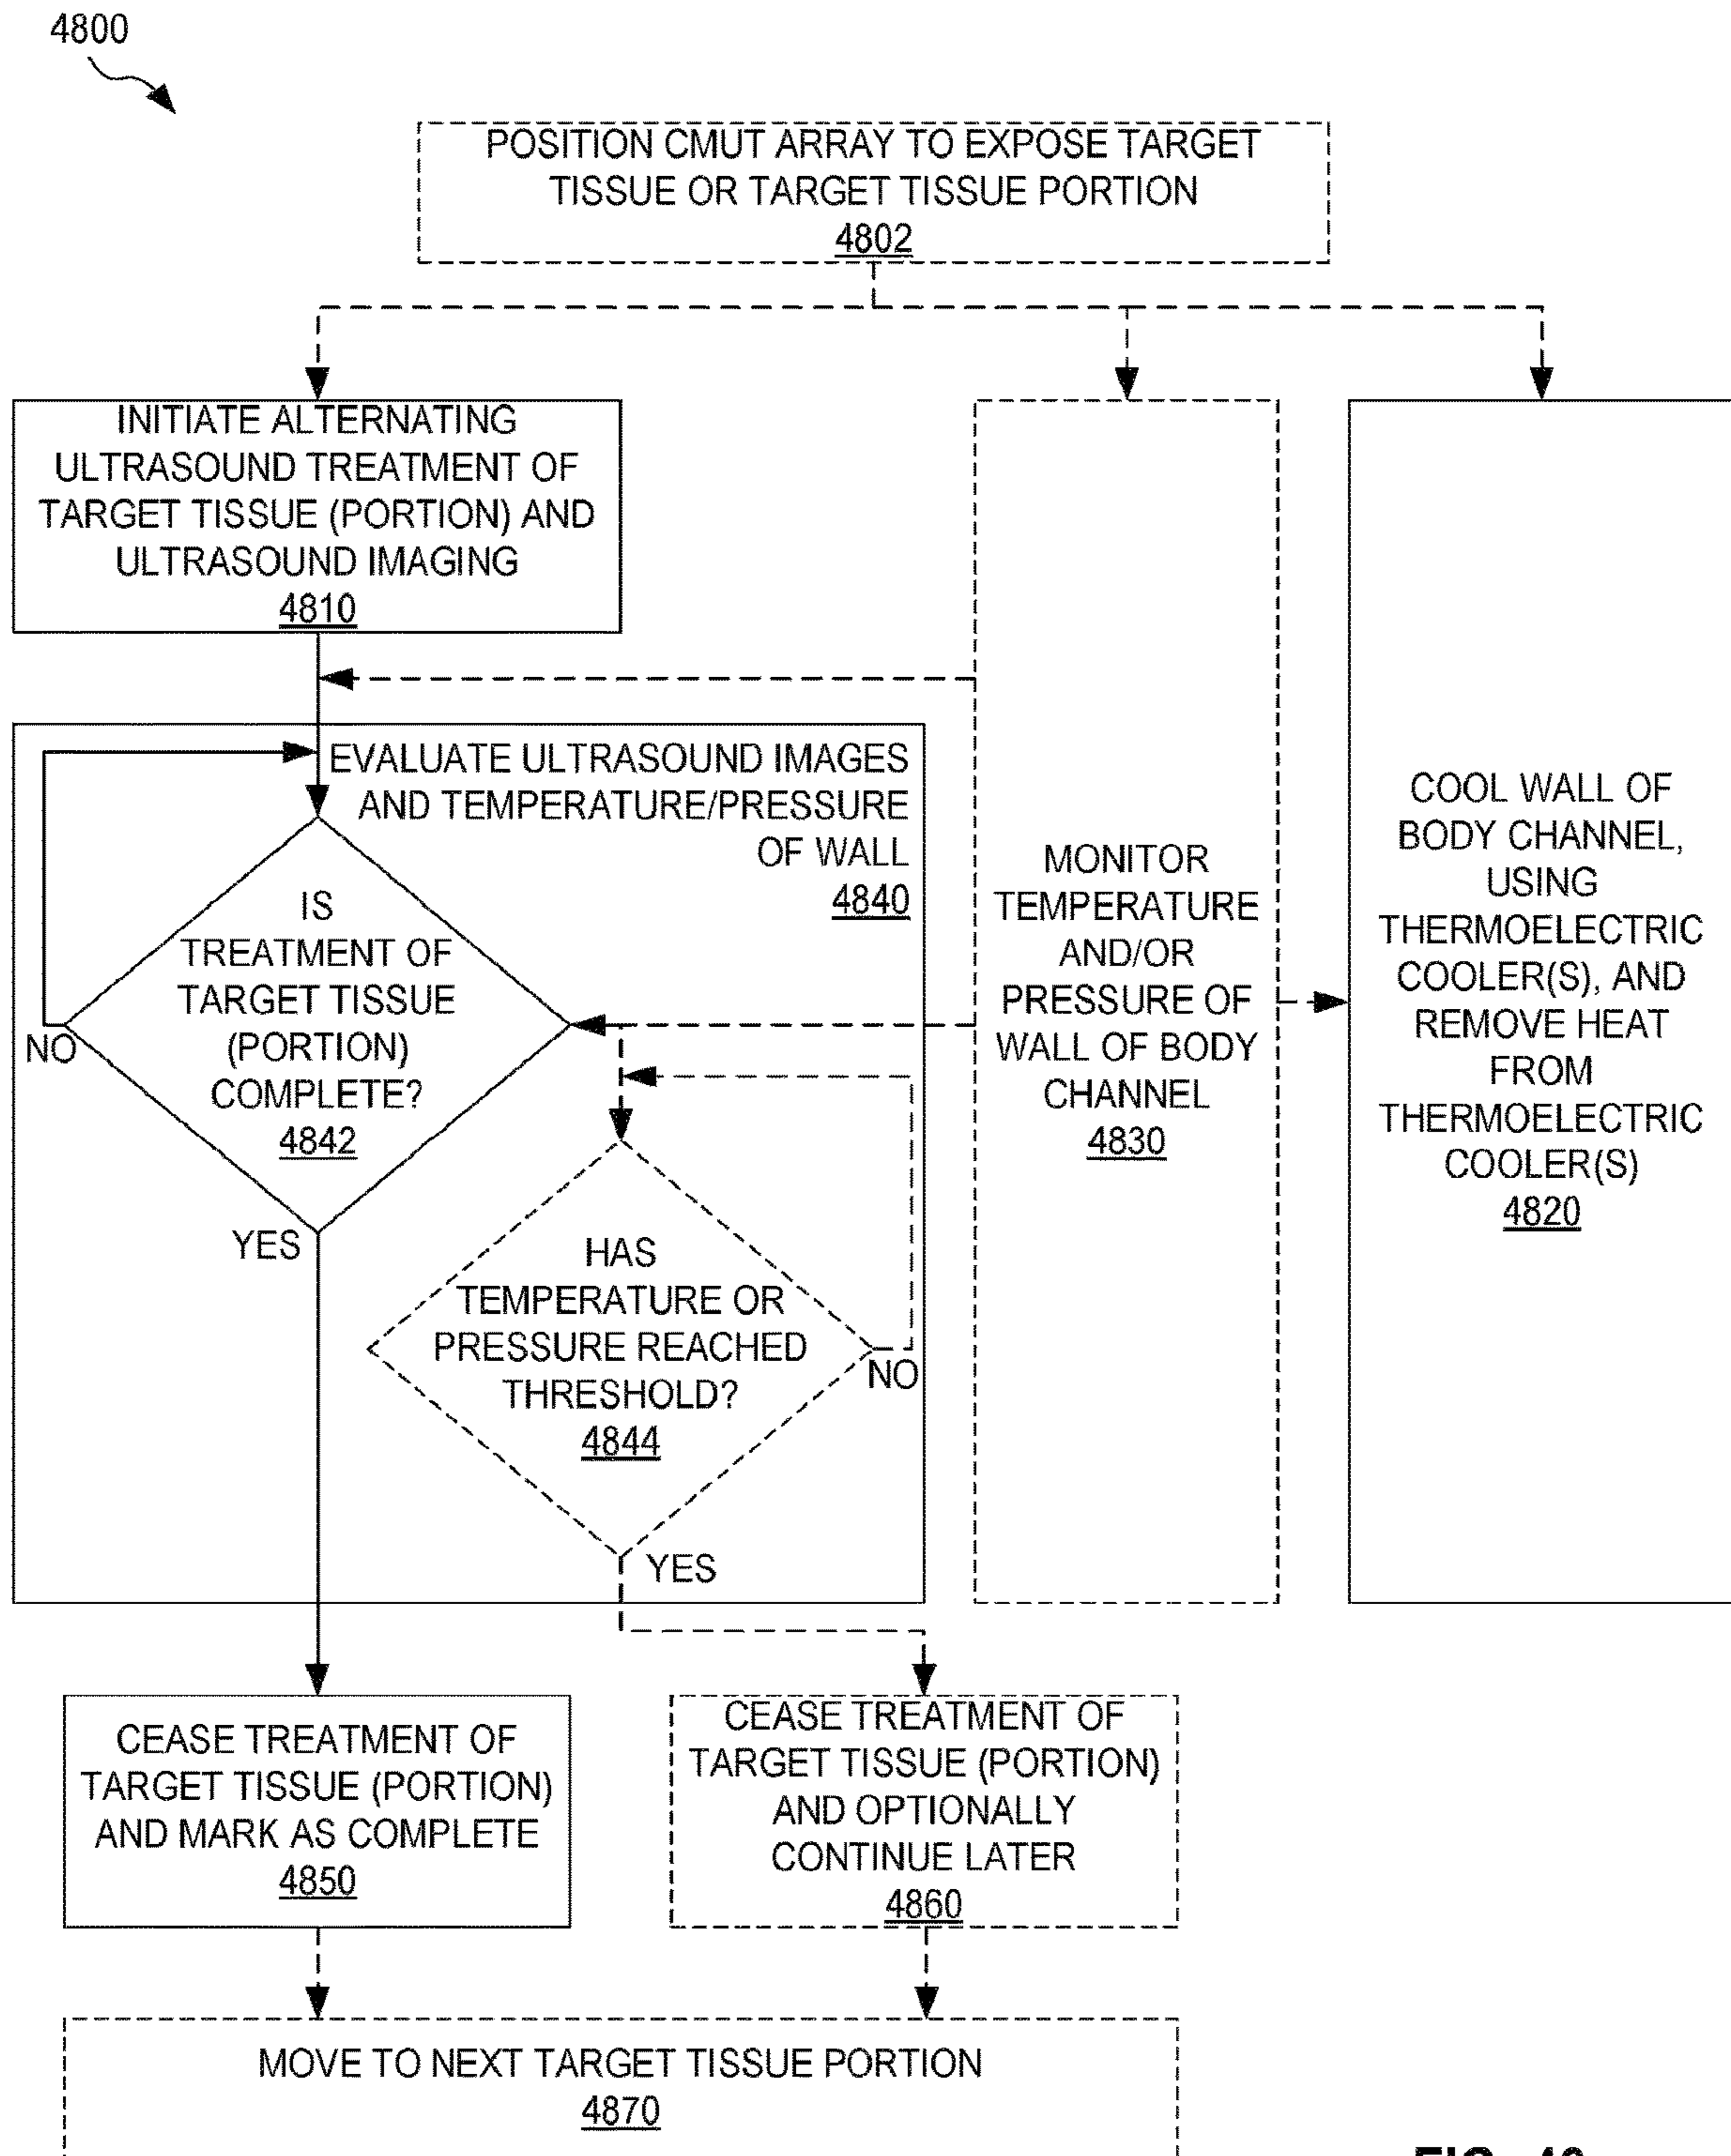 4800
POSITION CMUT ARRAY TO EXPOSE TARGET
TISSUE OR TARGET TISSUE PORTION
4802
INITIATE ALTERNATING
ULTRASOUND TREATMENT OF
TARGET TISSUE (PORTION) AND
ULTRASOUND IMAGING
4810
EVALUATE ULTRASOUND IMAGES
AND TEMPERATURE/PRESSURE
OF WALL
4840
IS
TREATMENT OF
TARGET TISSUE
(PORTION)
COMPLETE?
4842
NO
YES
HAS
TEMPERATURE OR
PRESSURE REACHED
THRESHOLD?
4844
NO
YES
MONITOR
TEMPERATURE
AND/OR
PRESSURE OF
WALL OF BODY
CHANNEL
4830
COOL WALL OF
BODY CHANNEL,
USING
THERMOELECTRIC
COOLER(S), AND
REMOVE HEAT
FROM
THERMOELECTRIC
COOLER(S)
4820
CEASE TREATMENT OF
TARGET TISSUE (PORTION)
AND MARK AS COMPLETE
4850
CEASE TREATMENT OF
TARGET TISSUE (PORTION)
AND OPTIONALLY
CONTINUE LATER
4860
MOVE TO NEXT TARGET TISSUE PORTION
4870